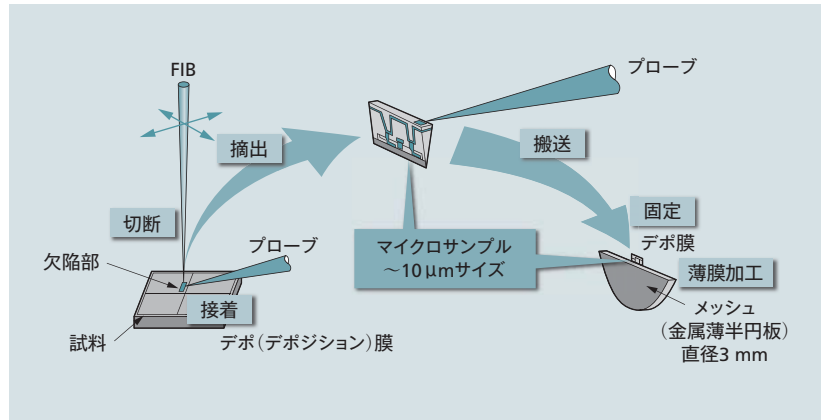 FIB
摘出
切断
欠陥部
プローブ
接着
試料
デポ(デポジション)膜
プローブ
搬送
マイクロサンプル
〜10 μmサイズ
固定
デポ膜
薄膜加工
メッシュ
(金属薄半円板)
直径3 mm